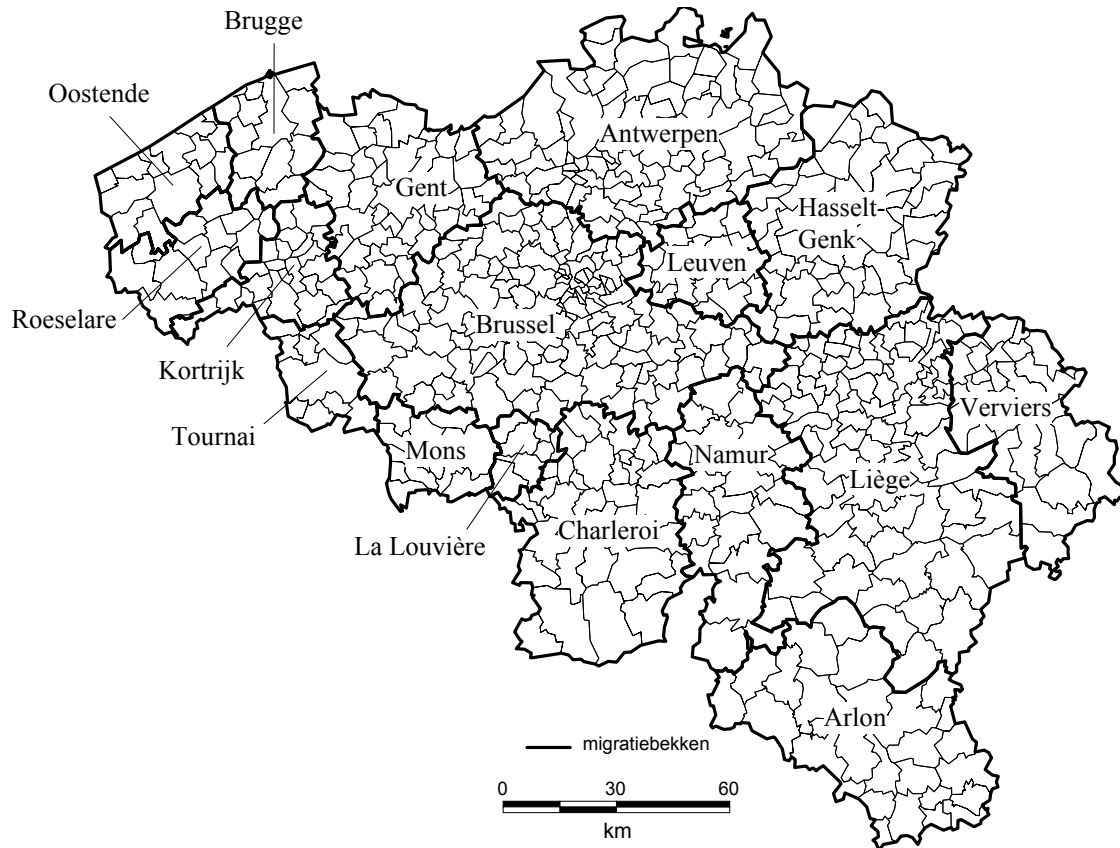 Brugge
Oostende
Antwerpen
Gent
Hasselt-
Genk
Leuven
Roeselare
Brussel
Kortrijk
Verviers
Tournai
Mons
Namur
Liège
La Louvière
Charleroi
Arlon
migratiebekken
0 30 60
km